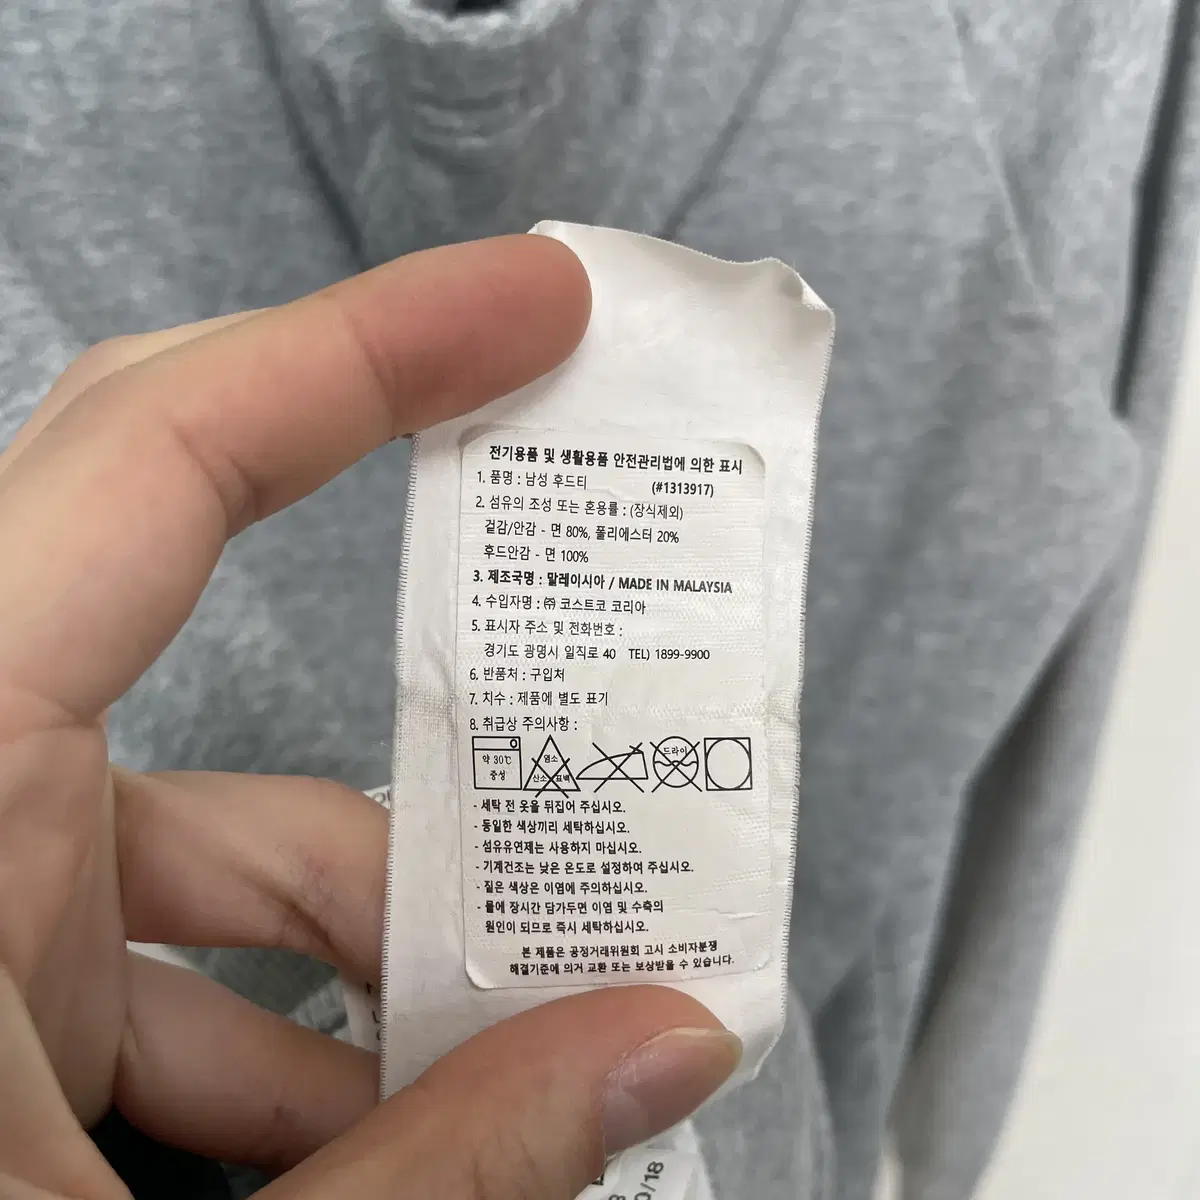 전기용품 및 생활용품 안전관리법에 의한 표시
1. 품명 : 남성 후드티 (#1313917)
2. 섬유의 조성 또는 혼용률 : (장식제외)
겉감/안감 - 면 80%, 폴리에스터 20%
후드안감 - 면 100%
3. 제조국명 : 말레이시아 / MADE IN MALAYSIA
4. 수입자명 : ㈜ 코스트코 코리아
5. 표시자 주소 및 전화번호 :
경기도 광명시 일직로 40 TEL) 1899-9900
6. 반품처 : 구입처
7. 치수 : 제품에 별도 표기
8. 취급상 주의사항 :
약 30℃ 염소 드라이
중성 산소 표백
- 세탁 전 옷을 뒤집어 주십시오.
- 동일한 색상끼리 세탁하십시오.
- 섬유유연제는 사용하지 마십시오.
- 기계건조는 낮은 온도로 설정하여 주십시오.
- 짙은 색상은 이염에 주의하십시오.
- 물에 장시간 담가두면 이염 및 수축의
원인이 되므로 즉시 세탁하십시오.
본 제품은 공정거래위원회 고시 소비자분쟁
해결기준에 의거 교환 또는 보상받을 수 있습니다.
0/18